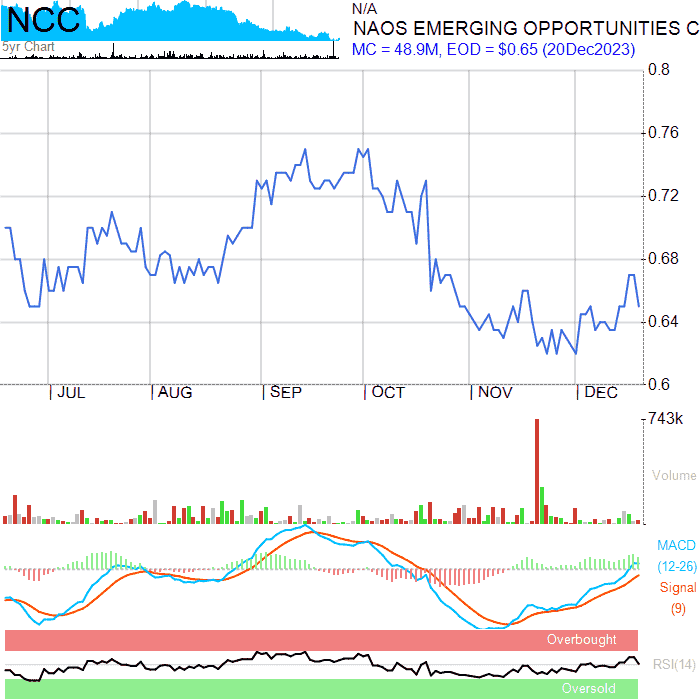 NCC
5yr Chart
N/A
NAOS EMERGING OPPORTUNITIES C
MC = 48.9M, EOD = $0.65 (20Dec2023)
0.8
0.76
0.72
0.68
0.64
0.6
JUL AUG SEP OCT NOV DEC
743k
Volume
MACD
(12-26)
Signal
(9)
Overbought
RSI(14)
Oversold